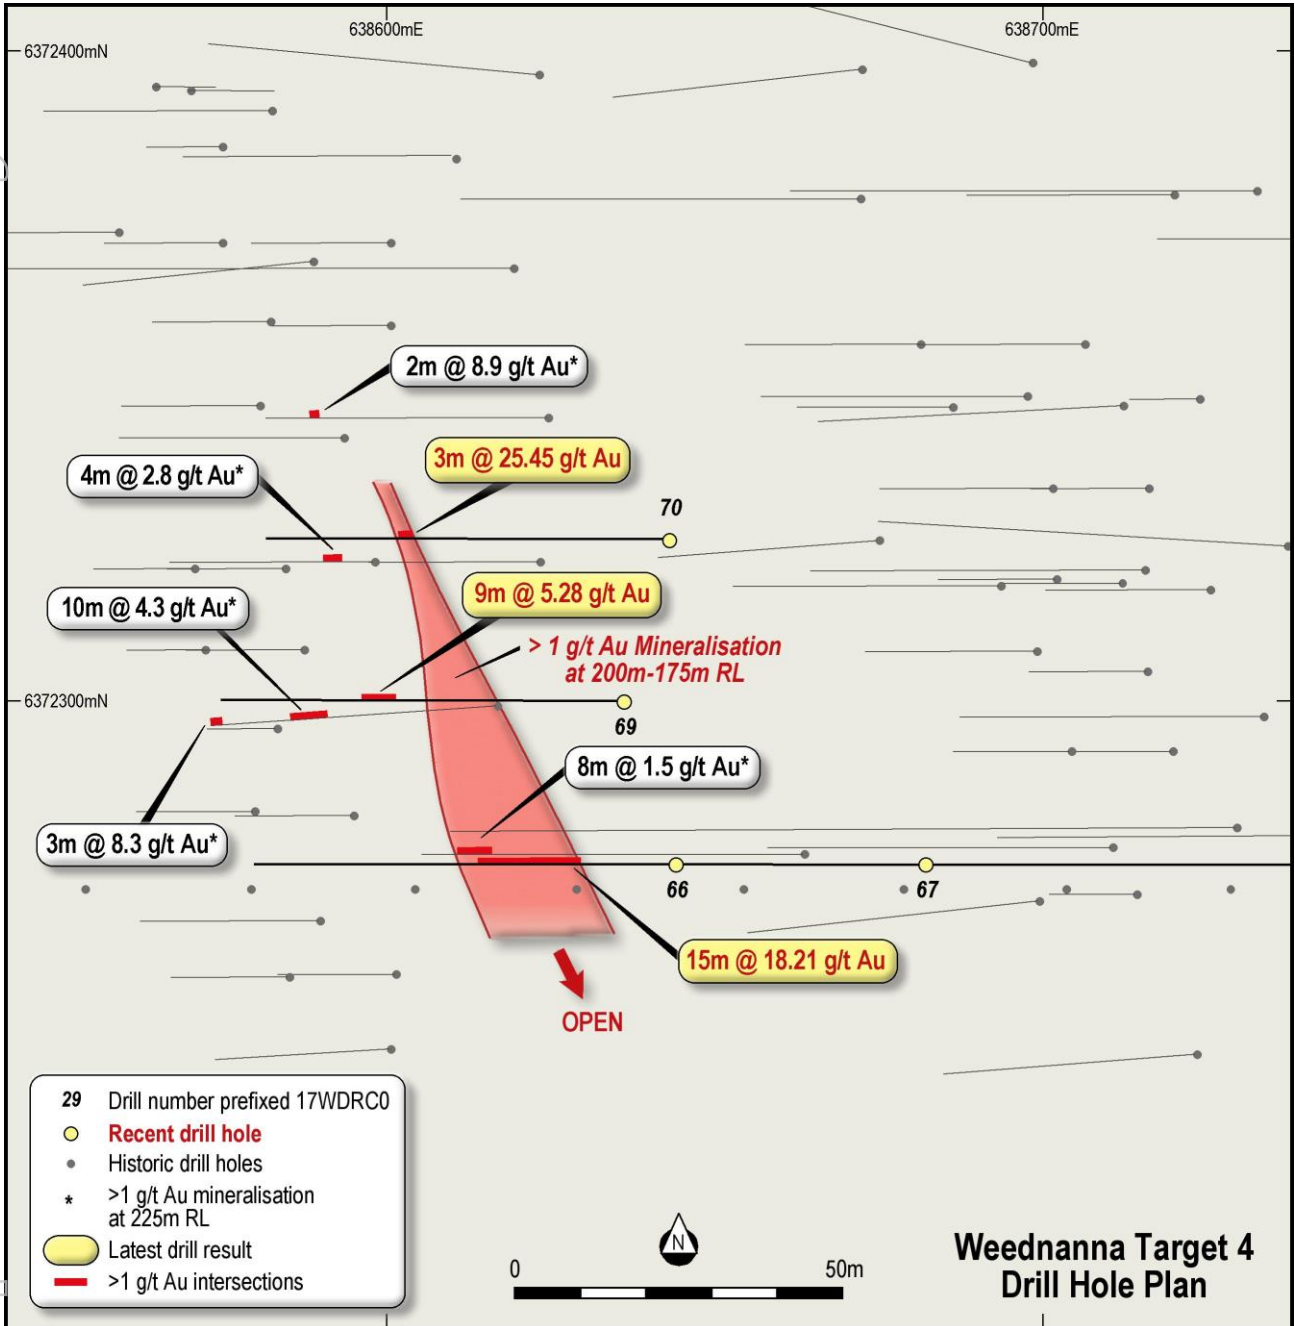 638600mE
638700mE
6372400mN
2m @ 8.9 g/t Au*
3m @ 25.45 g/t Au
4m @ 2.8 g/t Au*
70
9m @ 5.28 g/t Au
10m @ 4.3 g/t Au*
> 1 g/t Au Mineralisation
at 200m-175m RL
6372300mN
69
8m @ 1.5 g/t Au*
3m @ 8.3 g/t Au*
66
67
15m @ 18.21 g/t Au
OPEN
29 Drill number prefixed 17WDRC0
Recent drill hole
Historic drill holes
* >1 g/t Au mineralisation
at 225m RL
Latest drill result
>1 g/t Au intersections
N
0 50m
Weednanna Target 4
Drill Hole Plan